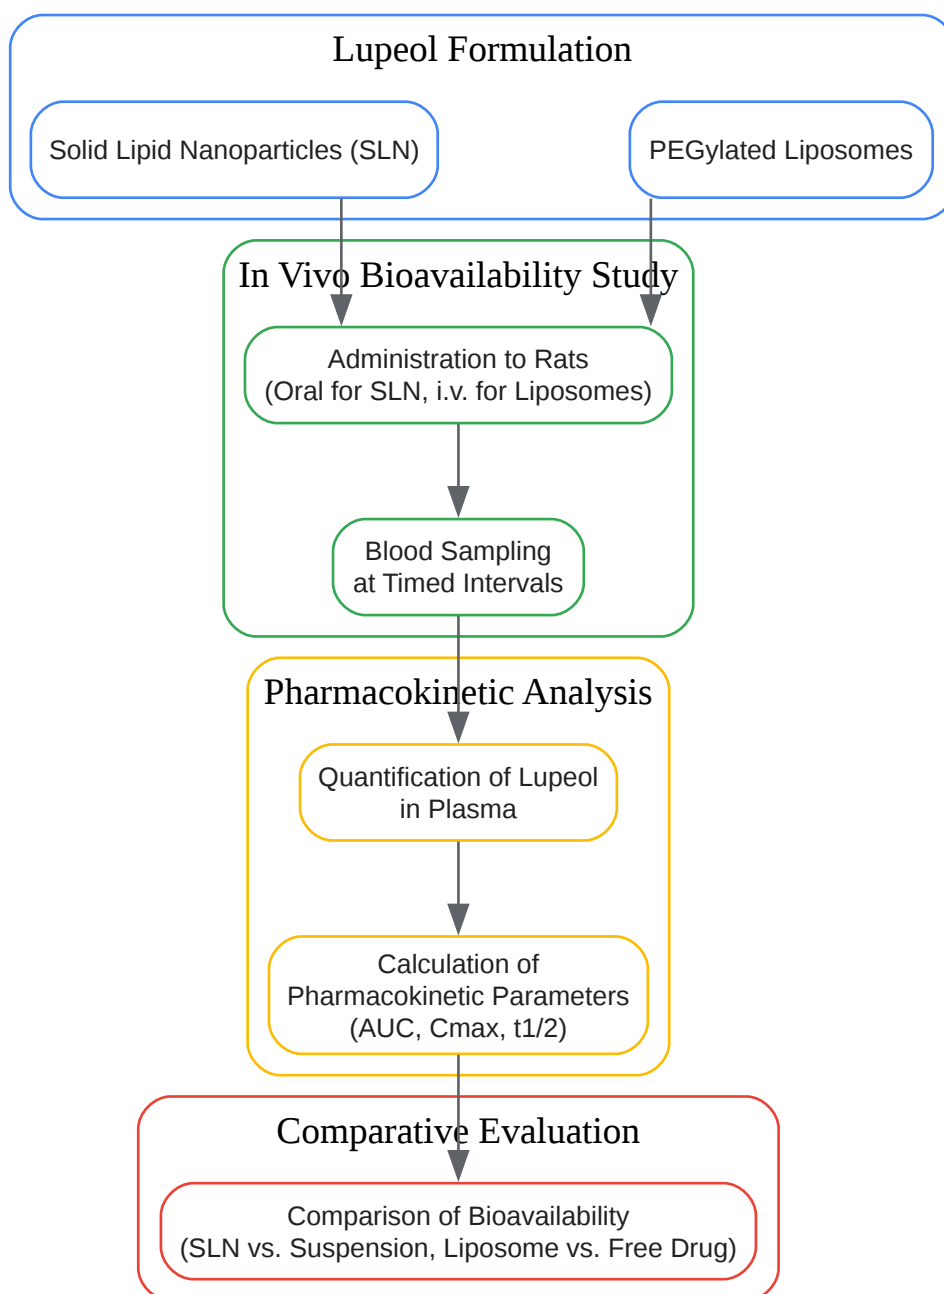 Lupeol Formulation
Solid Lipid Nanoparticles (SLN)
PEGylated Liposomes
In Vivo Bioavailability Study
Administration to Rats
(Oral for SLN, i.v. for Liposomes)
Blood Sampling
at Timed Intervals
Pharmacokinetic Analysis
Quantification of Lupeol
in Plasma
Calculation of
Pharmacokinetic Parameters
(AUC, Cmax, t1/2)
Comparative Evaluation
Comparison of Bioavailability
(SLN vs. Suspension, Liposome vs. Free Drug)